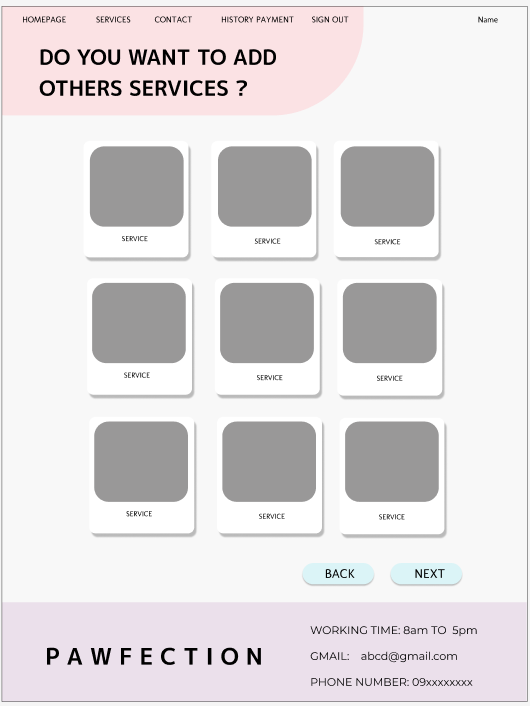 HOMEPAGE SERVICES CONTACT HISTORY PAYMENT SIGN OUT Name
DO YOU WANT TO ADD
OTHERS SERVICES ?
SERVICE SERVICE SERVICE
SERVICE SERVICE SERVICE
SERVICE SERVICE SERVICE
BACK NEXT
WORKING TIME: 8am TO 5pm
PAWFECTION
GMAIL: abcd@gmail.com
PHONE NUMBER: 09xxxxxxxx